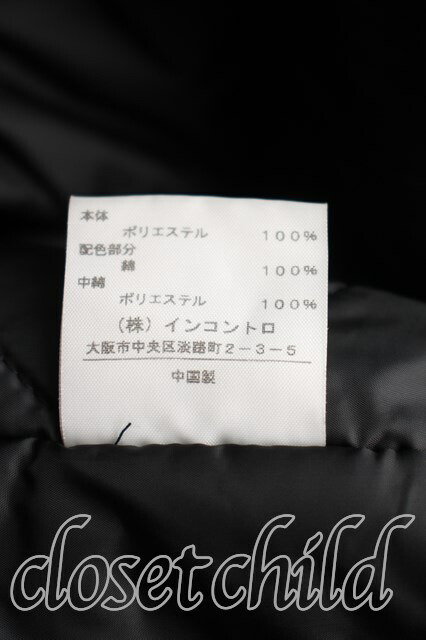 本体
ポリエステル 100%
配色部分
綿 100%
中綿
ポリエステル 100%
(株)インコントロ
大阪市中央区淡路町2-3-5
中国製
closet child